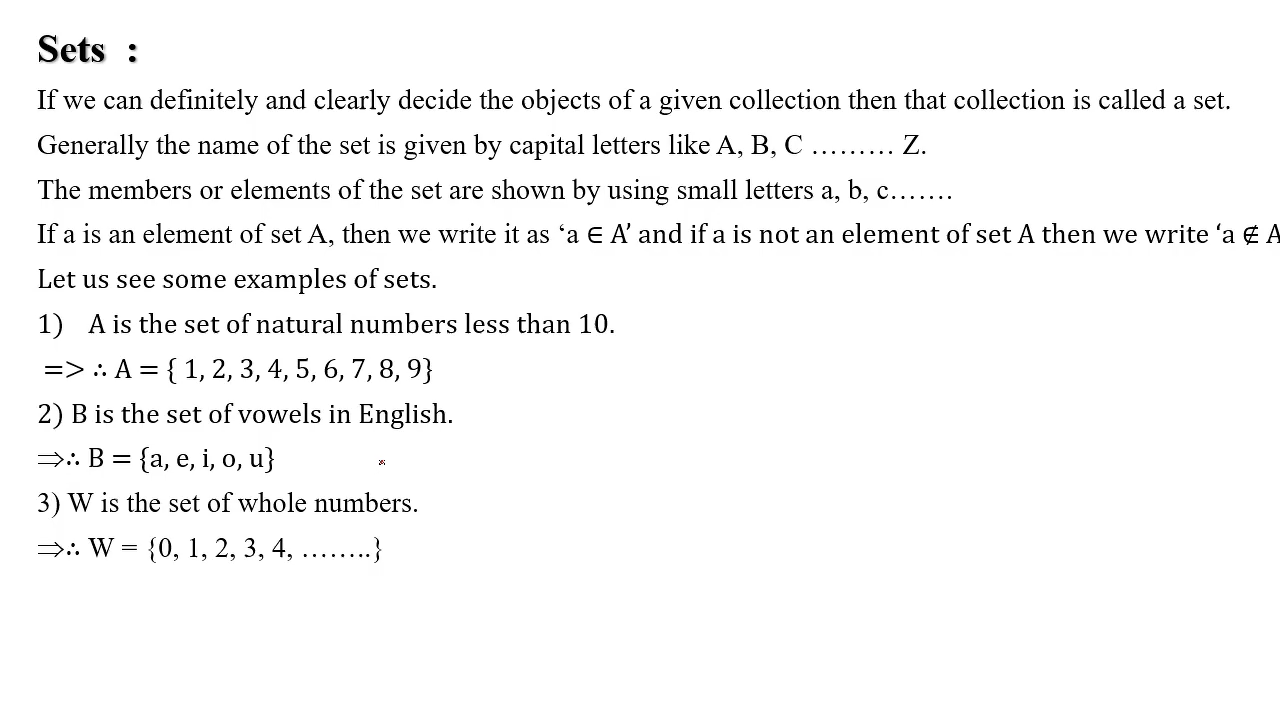 Sets :
If we can definitely and clearly decide the objects of a given collection then that collection is called a set.
Generally the name of the set is given by capital letters like A, B, C ……… Z.
The members or elements of the set are shown by using small letters a, b, c…….
If a is an element of set A, then we write it as ‘a ∈ A’ and if a is not an element of set A then we write ‘a ∉ A
Let us see some examples of sets.
1) A is the set of natural numbers less than 10.
=> ∴ A = { 1, 2, 3, 4, 5, 6, 7, 8, 9}
2) B is the set of vowels in English.
⇒∴ B = {a, e, i, o, u}
3) W is the set of whole numbers.
⇒∴ W = {0, 1, 2, 3, 4, ……..}